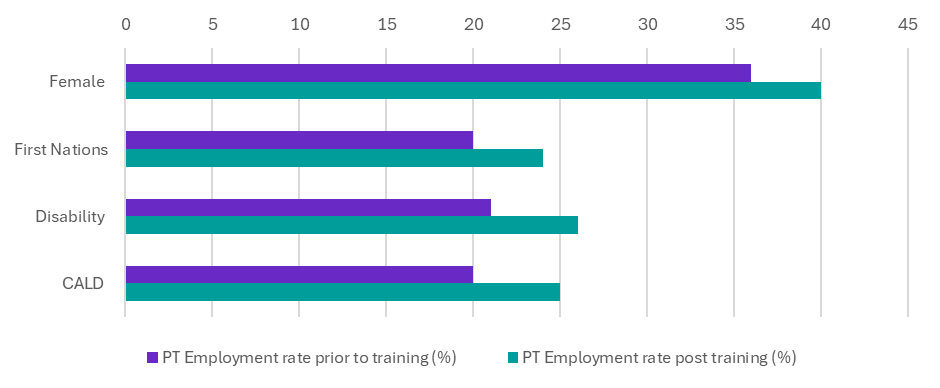 0 5 10 15 20 25 30 35 40 45
Female
First Nations
Disability
CALD
PT Employment rate prior to training (%) PT Employment rate post training (%)